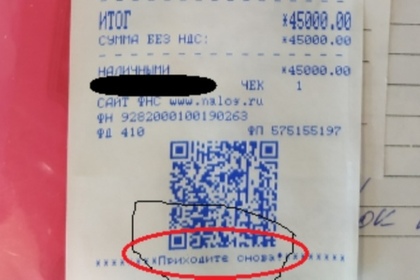 ИТОГ *45000.00
СУММА БЕЗ НДС: *45000.00
НАЛИЧНЫМИ *45000.00
ЧЕК 1
САЙТ ФНС www.nalog.ru
ФН 9282000100190263
ФД 410 ФП 575155197
**Приходите снова*